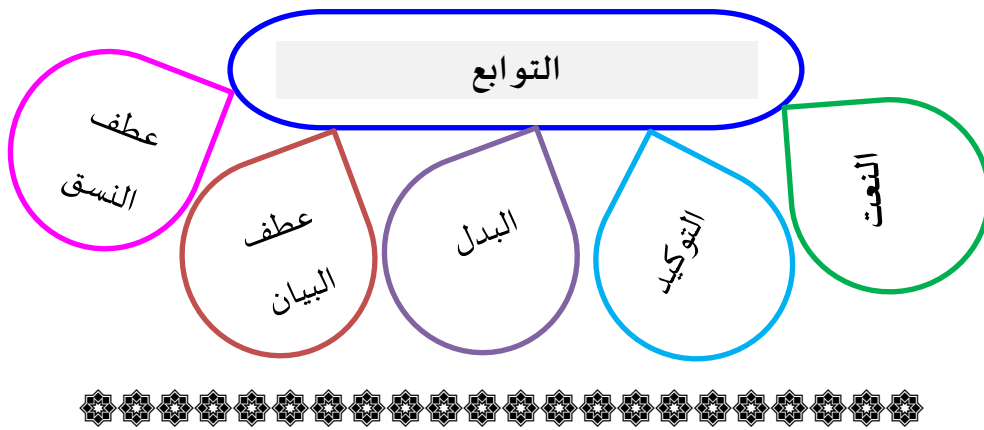 التوابع
النعت
التوكيد
البدل
عطف
البيان
عطف
النسق